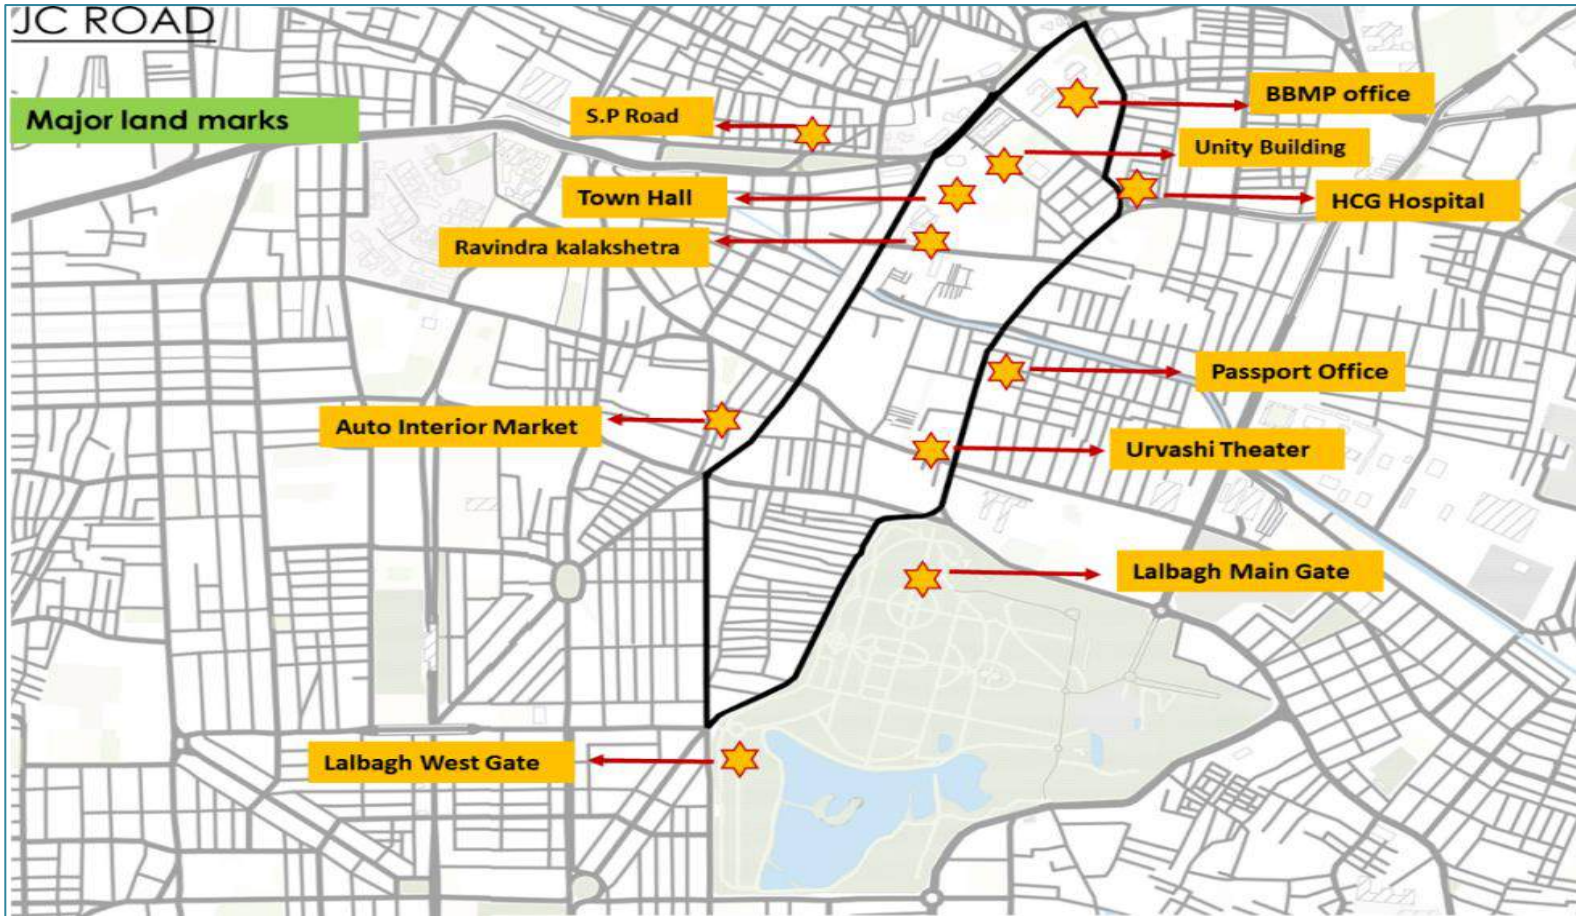 JC ROAD
Major land marks
BBMP office
S.P Road
Unity Building
Town Hall
HCG Hospital
Ravindra kalakshetra
Passport Office
Auto Interior Market
Urvashi Theater
Lalbagh Main Gate
Lalbagh West Gate